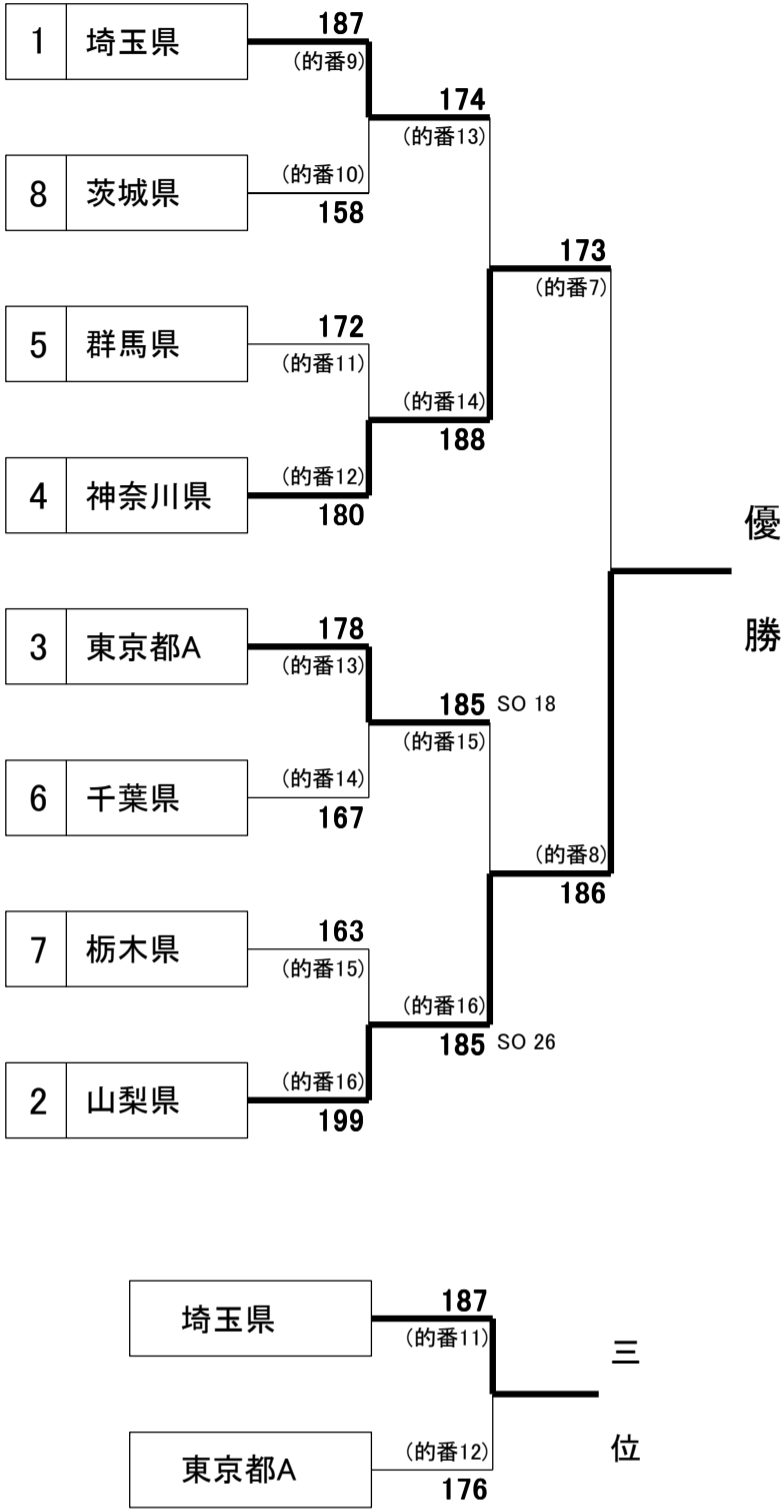 187
1 埼玉県
(的番9)
174
(的番13)
(的番10)
8 茨城県
158
173
(的番7)
172
5 群馬県
(的番11)
(的番14)
188
(的番12)
4 神奈川県
180
優
勝
178
3 東京都A
(的番13)
185 SO 18
(的番15)
(的番14)
6 千葉県
167
(的番8)
186
163
7 栃木県
(的番15)
(的番16)
185 SO 26
(的番16)
2 山梨県
199
187
埼玉県
(的番11)
三
位
(的番12)
東京都A
176